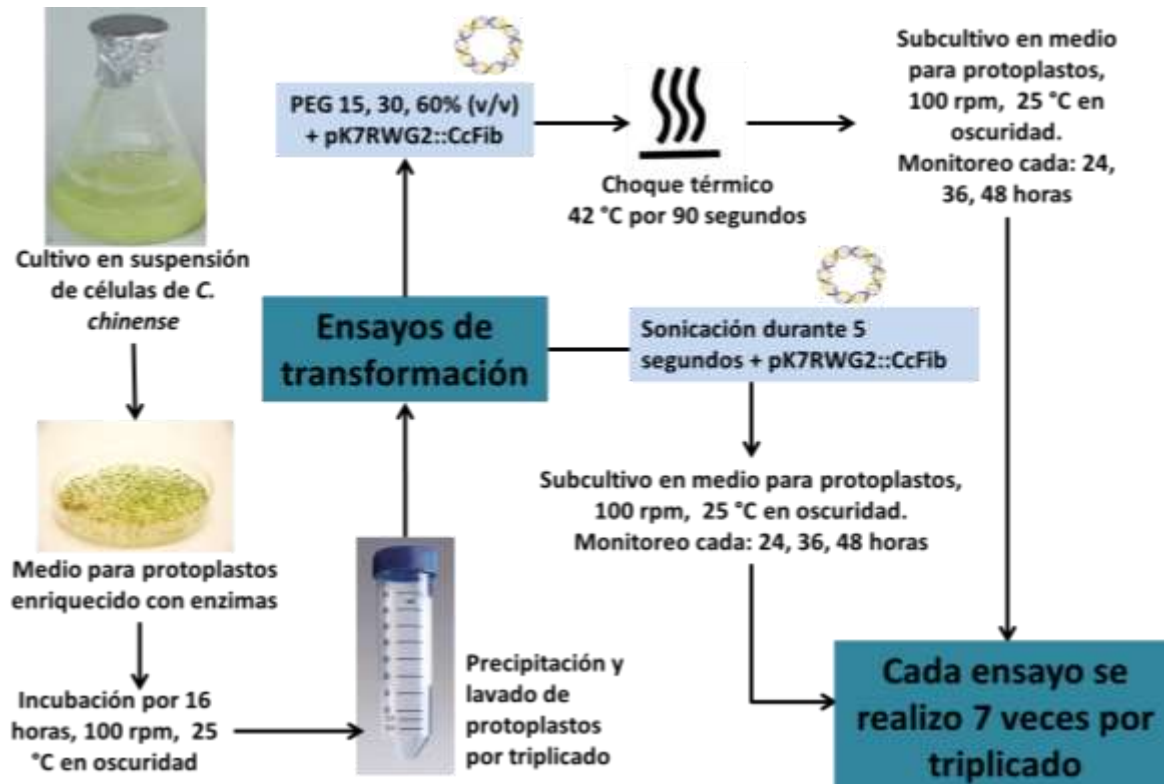 Cultivo en suspensión
de células de C.
chinense
Medio para protoplastos
enriquecido con enzimas
Incubación por 16
horas, 100 rpm, 25
°C en oscuridad
Precipitación y
lavado de
protoplastos
por triplicado
Ensayos de
transformación
PEG 15, 30, 60% (v/v)
+ pK7RWG2::CcFib
Choque térmico
42 °C por 90 segundos
Subcultivo en medio
para protoplastos,
100 rpm, 25 °C en
oscuridad.
Monitoreo cada: 24,
36, 48 horas
Sonicación durante 5
segundos + pK7RWG2::CcFib
Subcultivo en medio para protoplastos,
100 rpm, 25 °C en oscuridad.
Monitoreo cada: 24, 36, 48 horas
Cada ensayo se
realizo 7 veces por
triplicado